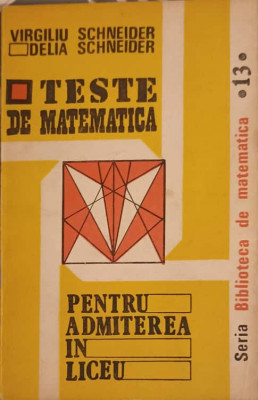 VIRGILIU SCHNEIDER
DELIA SCHNEIDER
TESTE
DE MATEMATICA
PENTRU
ADMITEREA
IN
LICEU
Seria Biblioteca de matematica •13•